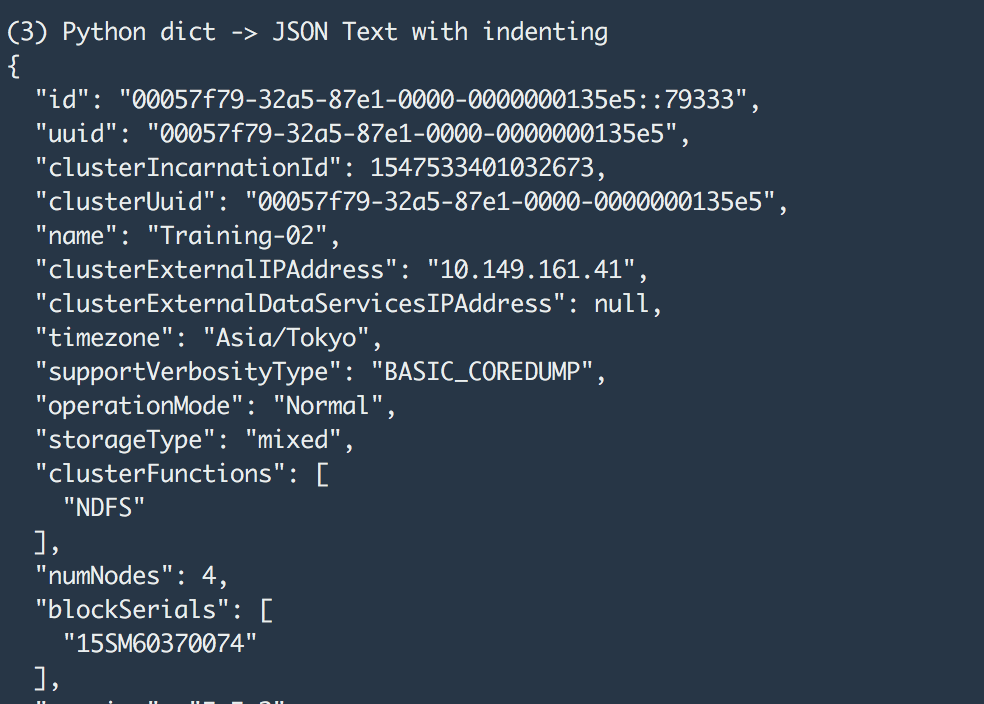 (3) Python dict -> JSON Text with indenting
{
  "id": "00057f79-32a5-87e1-0000-0000000135e5::79333",
  "uuid": "00057f79-32a5-87e1-0000-0000000135e5",
  "clusterIncarnationId": 1547533401032673,
  "clusterUuid": "00057f79-32a5-87e1-0000-0000000135e5",
  "name": "Training-02",
  "clusterExternalIPAddress": "10.149.161.41",
  "clusterExternalDataServicesIPAddress": null,
  "timezone": "Asia/Tokyo",
  "supportVerbosityType": "BASIC_COREDUMP",
  "operationMode": "Normal",
  "storageType": "mixed",
  "clusterFunctions": [
    "NDFS"
  ],
  "numNodes": 4,
  "blockSerials": [
    "15SM60370074"
  ],